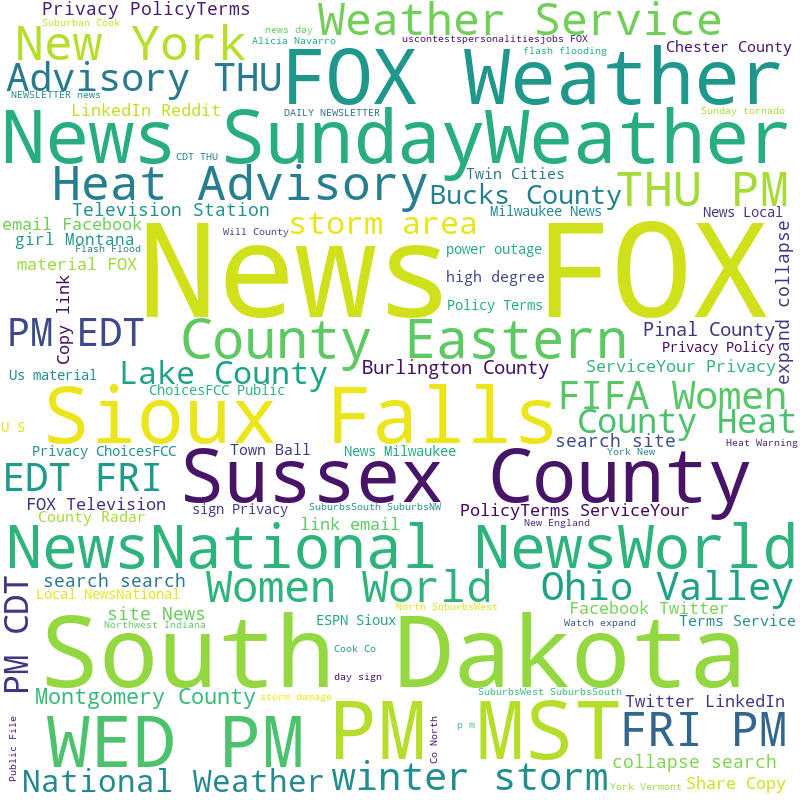 Privacy PolicyTerms
Suburban Cook
news day
Alicia Navarro
Weather Service
uscontestspersonalitiesjobs FOX
flash flooding
Chester County
New York
Advisory THU
FOX Weather
NEWSLETTER news
LinkedIn Reddit
DAILY NEWSLETTER
Sunday tornado
News SundayWeather
CDT THU
Heat Advisory
Twin Cities
Bucks County
THU PM
Television Station
Milwaukee News
News Local
email Facebook
storm area
girl Montana
Will County
Flash Flood
power outage
material FOX
News FOX
high degree
expand collapse
Copy link
Policy Terms
PM EDT
County Eastern
Pinal County
Privacy Policy
Us material
Lake County
Burlington County
ServiceYour Privacy
ChoicesFCC Public
Sioux Falls
FIFA Women
County Heat
U S
search site
Heat Warning
Privacy ChoicesFCC
Town Ball
News Milwaukee
York New
EDT FRI
Sussex County
FOX Television
sign Privacy
SuburbsSouth SuburbsNW
PolicyTerms ServiceYour
County Radar
link email
New England
NewsNational NewsWorld
search search
Women World
Ohio Valley
Local NewsNational
PM CDT
site News
North SuburbsWest
Facebook Twitter
Northwest Indiana
ESPN Sioux
Watch expand
Terms Service
South Dakota
Cook Co
day sign
Montgomery County
storm damage
SuburbsWest SuburbsSouth
Twitter LinkedIn
WED PM
PM MST
FRI PM
p m
Public File
Co North
collapse search
National Weather
winter storm
York Vermont
Share Copy